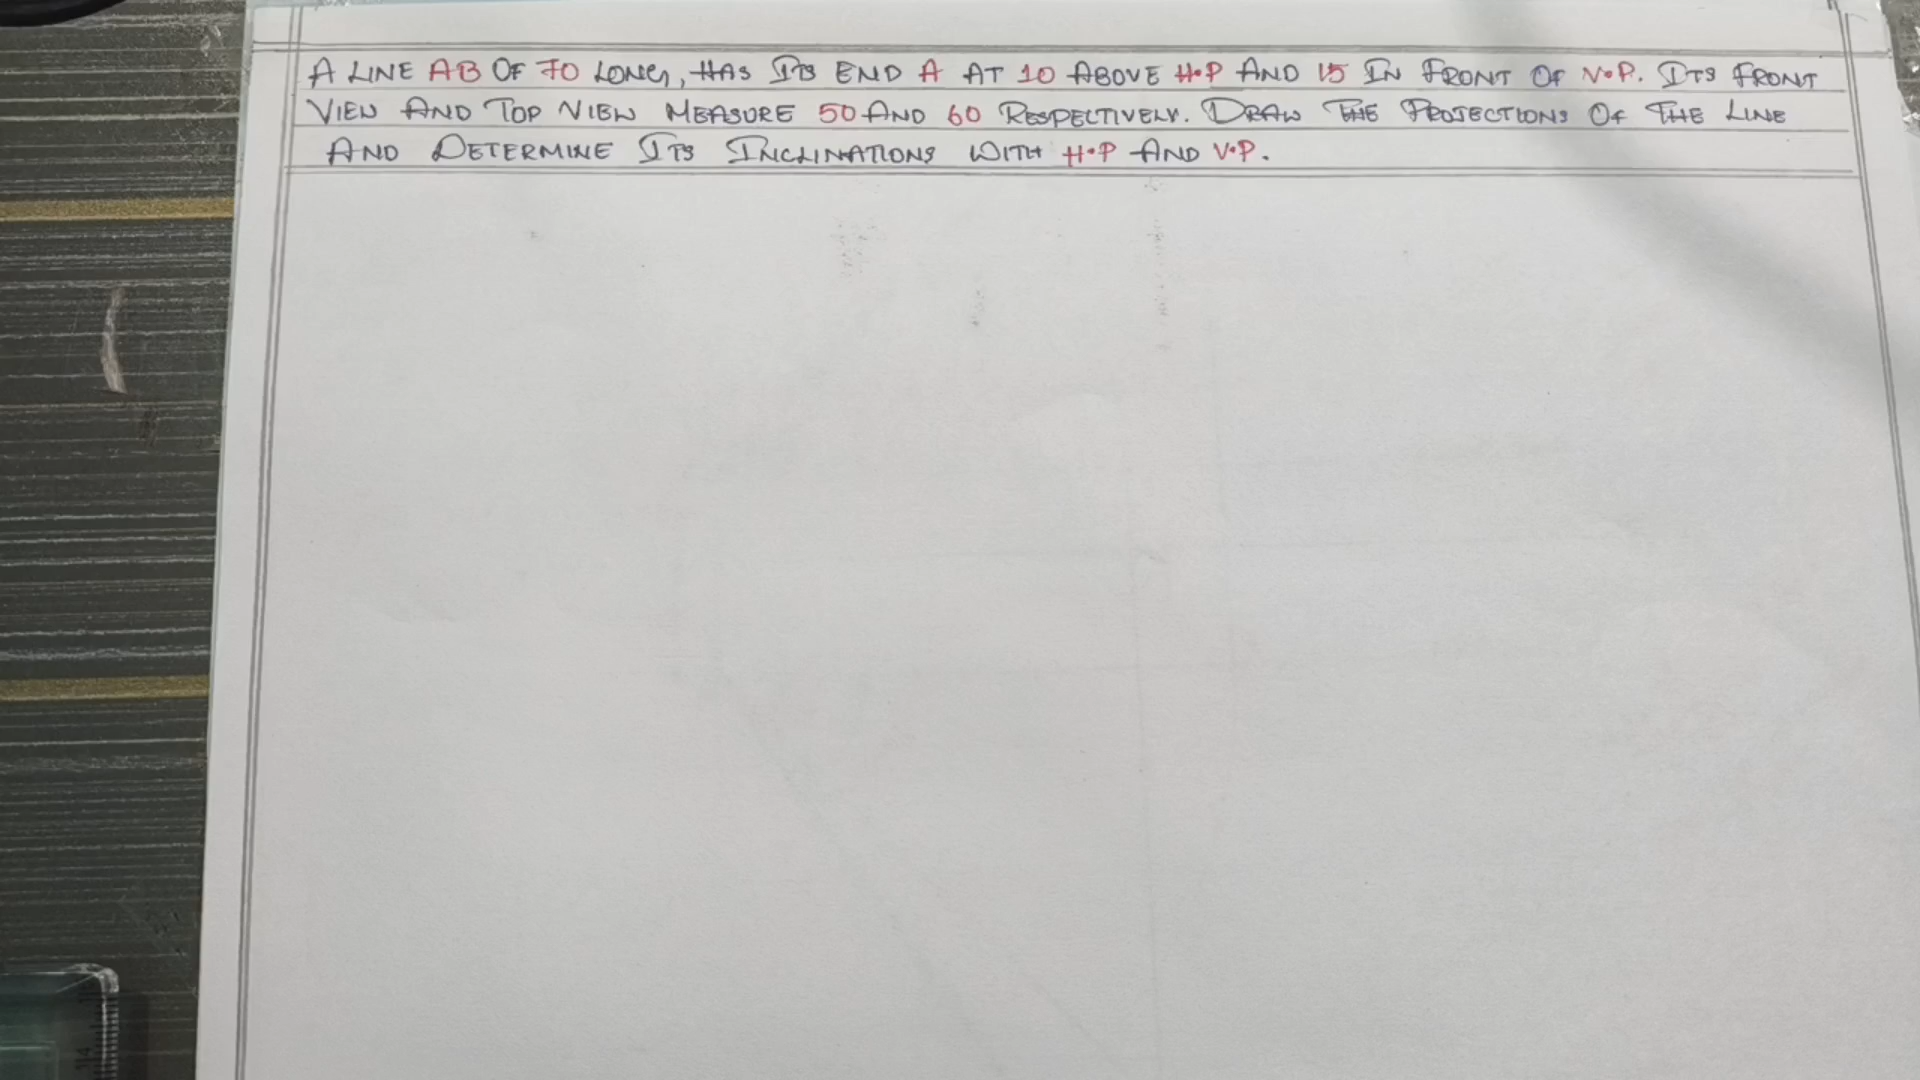 A LINE AB OF 70 LONG, HAS ITS END A AT 10 ABOVE H.P AND 15 IN FRONT OF V.P. ITS FRONT
VIEW AND TOP VIEW MEASURE 50 AND 60 RESPECTIVELY. DRAW THE PROJECTIONS OF THE LINE
AND DETERMINE ITS INCLINATIONS WITH H.P AND V.P.